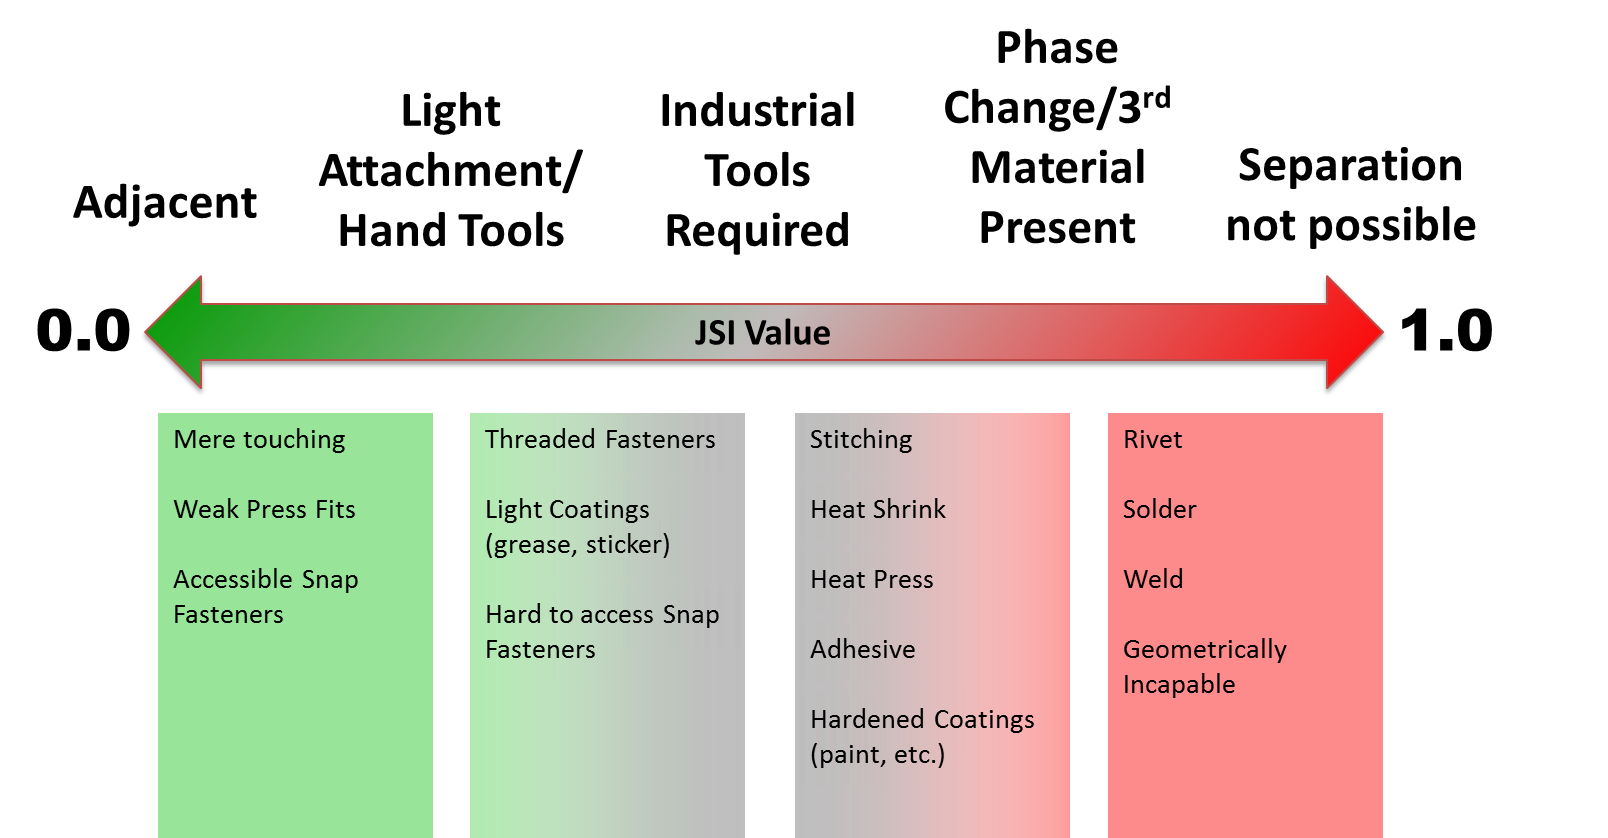 Adjacent
Light
Attachment/
Hand Tools
Industrial
Tools
Required
Phase
Change/3rd
Material
Present
Separation
not possible
0.0
JSI Value
1.0
Mere touching
Weak Press Fits
Accessible Snap
Fasteners
Threaded Fasteners
Light Coatings
(grease, sticker)
Hard to access Snap
Fasteners
Stitching
Heat Shrink
Heat Press
Adhesive
Hardened Coatings
(paint, etc.)
Rivet
Solder
Weld
Geometrically
Incapable